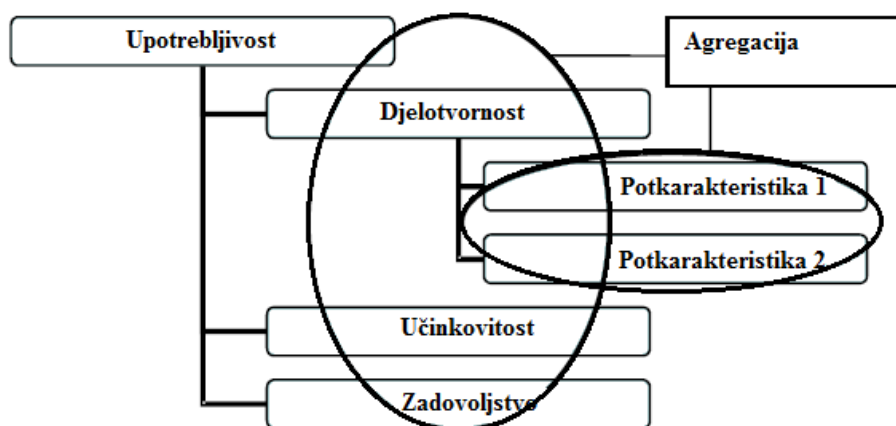 Upotrebljivost
Agregacija
Djelotvornost
Potkarakteristika 1
Potkarakteristika 2
Učinkovitost
Zadovoljstvo